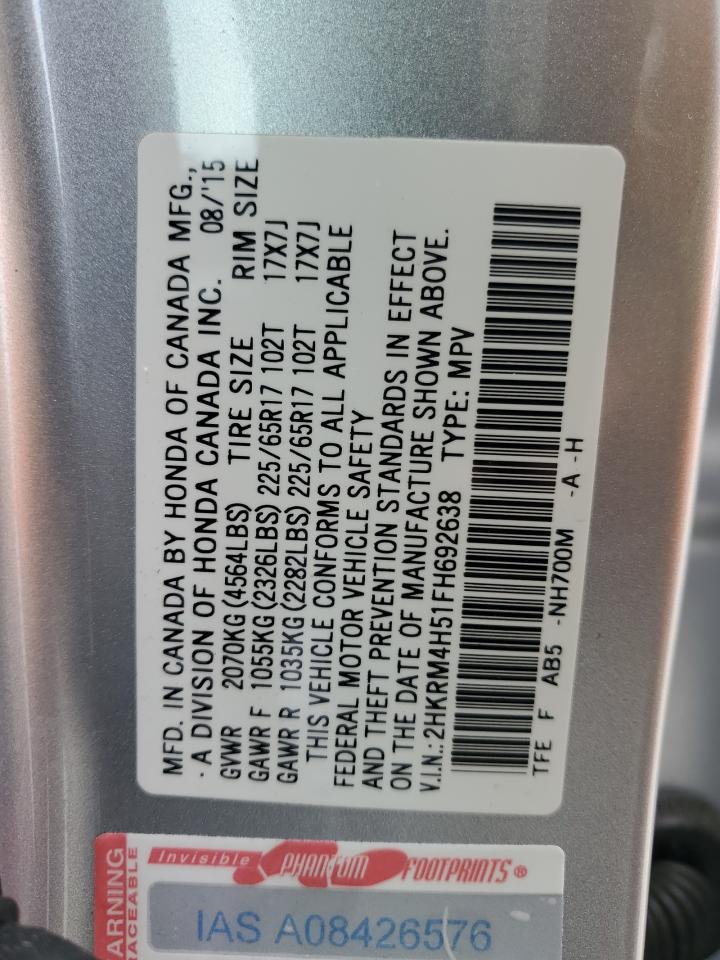 MFD. IN CANADA BY HONDA OF CANADA MFG.,
· A DIVISION OF HONDA CANADA INC. 08/'15
GVWR 2070KG(4564LBS) TIRE SIZE RIM SIZE
GAWR F 1055KG(2326LBS) 225/65R17 102T 17X7J
GAWR R 1035KG(2282LBS) 225/65R17 102T 17X7J
THIS VEHICLE CONFORMS TO ALL APPLICABLE
FEDERAL MOTOR VEHICLE SAFETY
AND THEFT PREVENTION STANDARDS IN EFFECT
ON THE DATE OF MANUFACTURE SHOWN ABOVE.
V.I.N.:2HKRM4H51FH692638 TYPE: MPV
TFE F AB5 -NH700M -A -H
ARNING
RACEABLE
Invisible PHANTOM FOOTPRINTS®
IAS A08426576